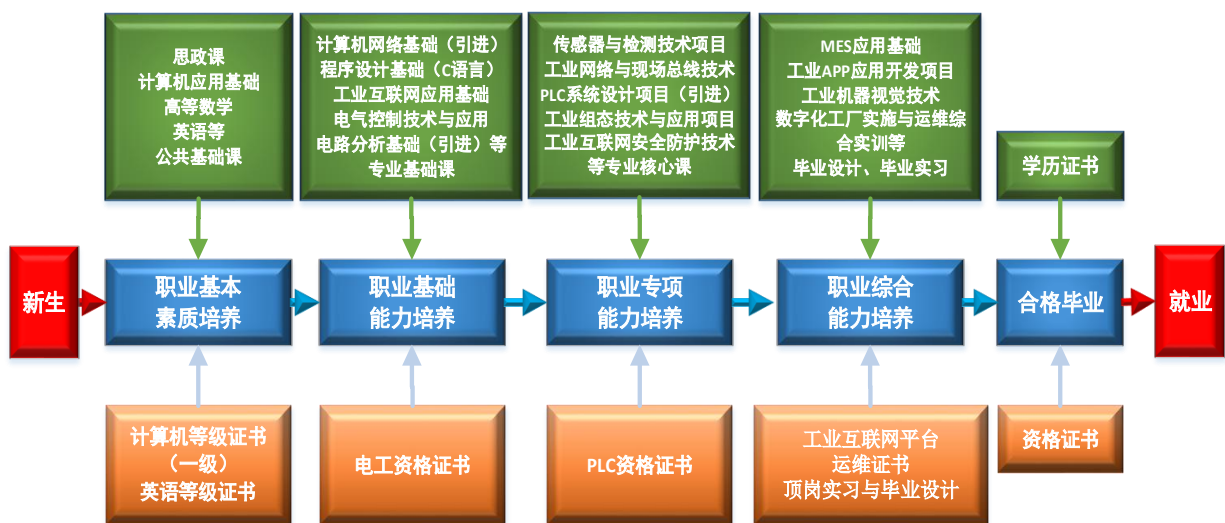 思政课
计算机应用基础
高等数学
英语等
公共基础课
计算机网络基础（引进）
程序设计基础（C语言）
工业互联网应用基础
电气控制技术与应用
电路分析基础（引进）等
专业基础课
传感器与检测技术项目
工业网络与现场总线技术
PLC系统设计项目（引进）
工业组态技术与应用项目
工业互联网安全防护技术
等专业核心课
MES应用基础
工业APP应用开发项目
工业机器视觉技术
数字化工厂实施与运维综
合实训等
毕业设计、毕业实习
学历证书
新生
职业基本
素质培养
职业基础
能力培养
职业专项
能力培养
职业综合
能力培养
合格毕业
就业
计算机等级证书
（一级）
英语等级证书
电工资格证书
PLC资格证书
工业互联网平台
运维证书
顶岗实习与毕业设计
资格证书